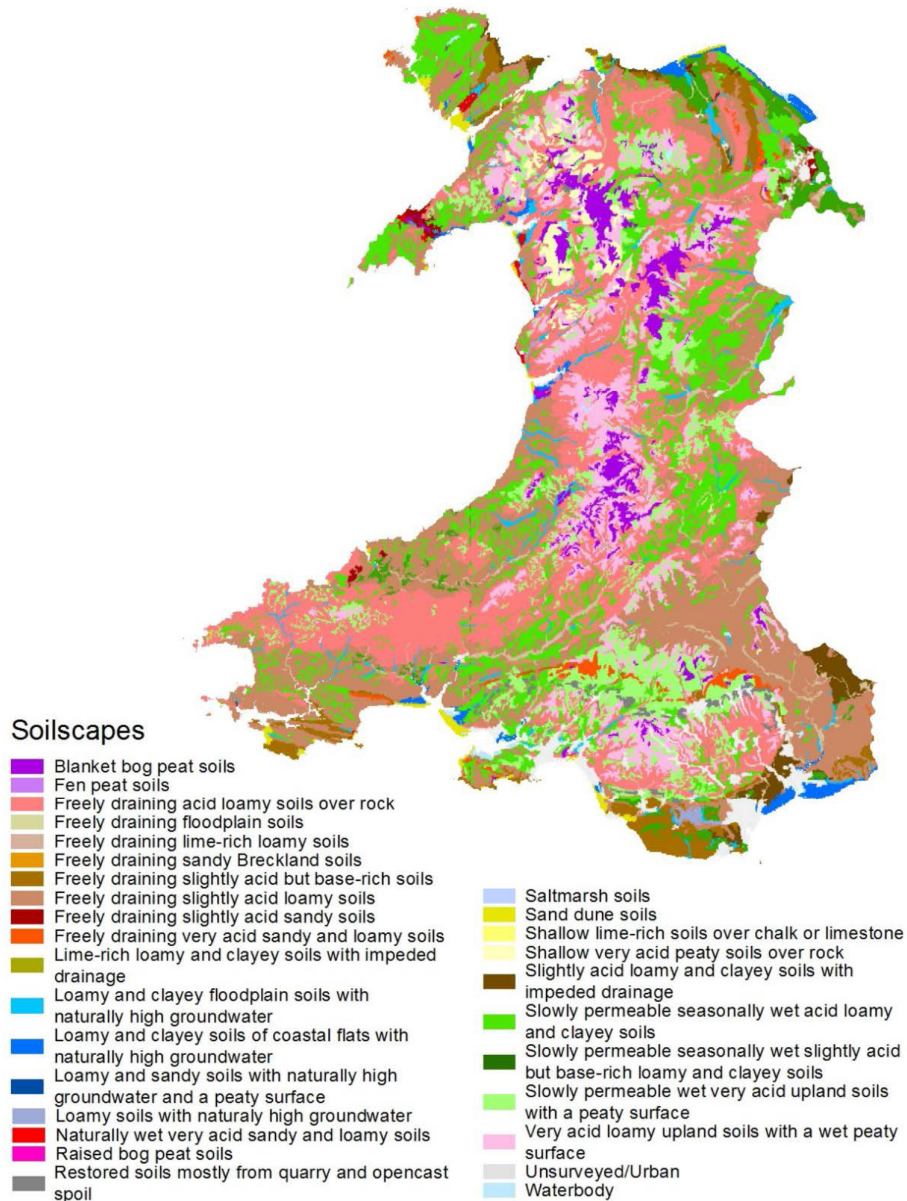 Soilscapes
Blanket bog peat soils
Fen peat soils
Freely draining acid loamy soils over rock
Freely draining floodplain soils
Freely draining lime-rich loamy soils
Freely draining sandy Breckland soils
Freely draining slightly acid but base-rich soils
Freely draining slightly acid loamy soils
Freely draining slightly acid sandy soils
Freely draining very acid sandy and loamy soils
Lime-rich loamy and clayey soils with impeded
drainage
Loamy and clayey floodplain soils with
naturally high groundwater
Loamy and clayey soils of coastal flats with
naturally high groundwater
Loamy and sandy soils with naturally high
groundwater and a peaty surface
Loamy soils with naturaly high groundwater
Naturally wet very acid sandy and loamy soils
Raised bog peat soils
Restored soils mostly from quarry and opencast
spoil
Saltmarsh soils
Sand dune soils
Shallow lime-rich soils over chalk or limestone
Shallow very acid peaty soils over rock
Slightly acid loamy and clayey soils with
impeded drainage
Slowly permeable seasonally wet acid loamy
and clayey soils
Slowly permeable seasonally wet slightly acid
but base-rich loamy and clayey soils
Slowly permeable wet very acid upland soils
with a peaty surface
Very acid loamy upland soils with a wet peaty
surface
Unsurveyed/Urban
Waterbody